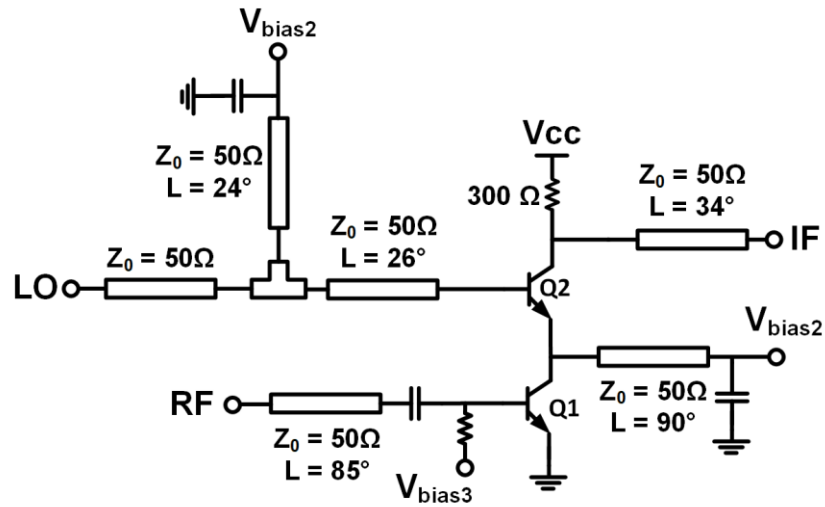 Vbias2
Z₀ = 50Ω
L = 24°
Vcc
300 Ω
Z₀ = 50Ω
L = 34°
IF
Z₀ = 50Ω
L = 26°
Z₀ = 50Ω
LO
Q2
Vbias2
RF
Q1
Z₀ = 50Ω
L = 90°
Z₀ = 50Ω
L = 85°
Vbias3